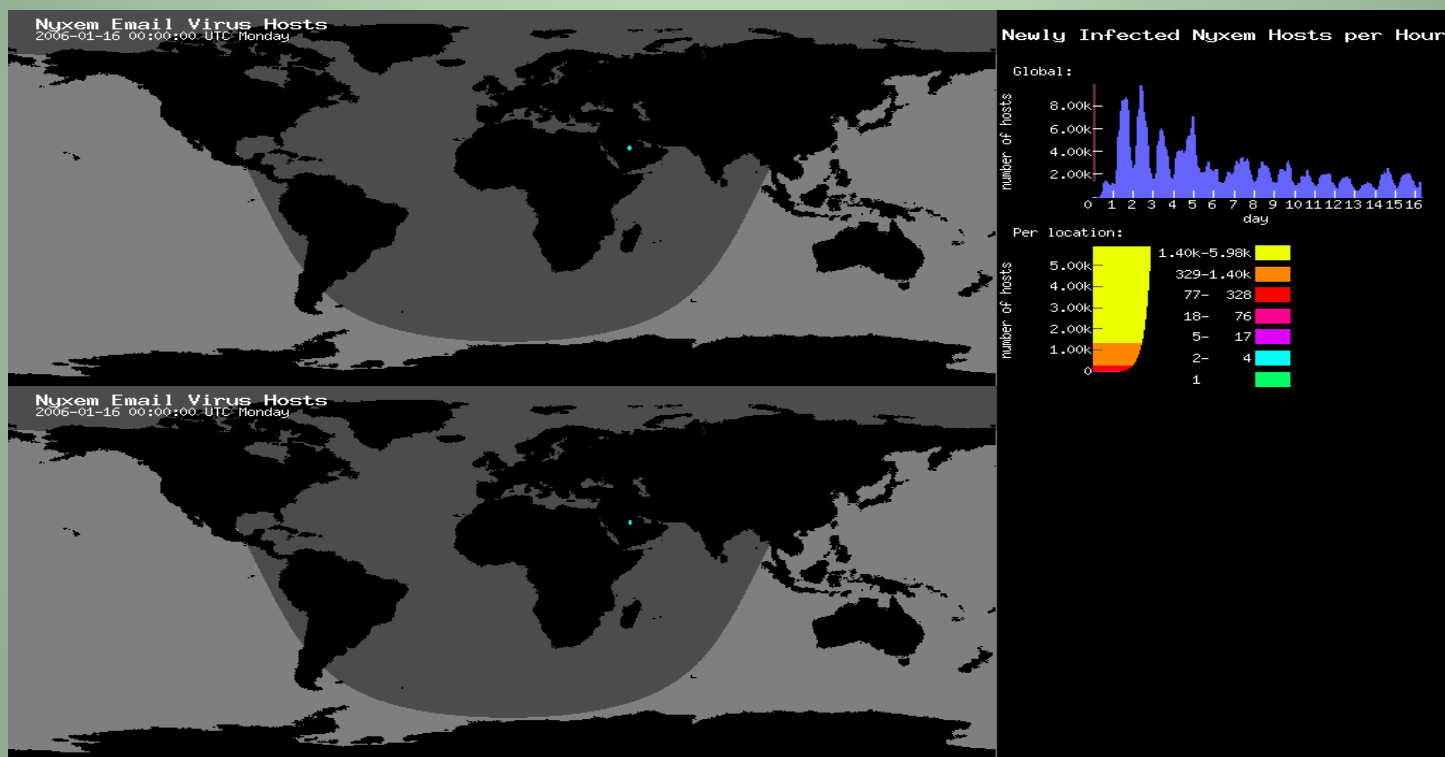 Nyxem Email Virus Hosts
2006-01-16 00:00:00 UTC Monday
Nyxem Email Virus Hosts
2006-01-16 00:00:00 UTC Monday
Newly Infected Nyxem Hosts per Hour
Global:
number of hosts
8.00k
6.00k
4.00k
2.00k
0 1 2 3 4 5 6 7 8 9 10 11 12 13 14 15 16
day
Per location:
number of hosts
5.00k
4.00k
3.00k
2.00k
1.00k
0
1.40k-5.98k
329-1.40k
77- 328
18- 76
5- 17
2- 4
1